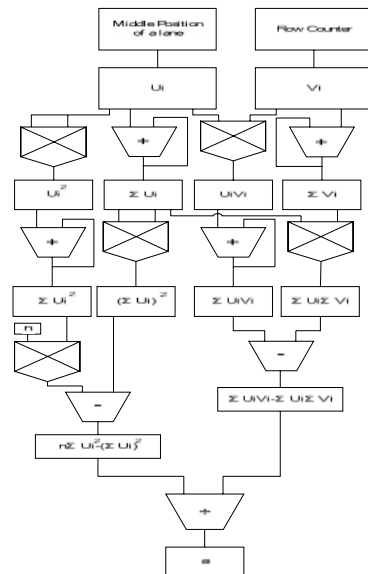 Middle Position
of a lane
Row Counter
Ui
Vi
+
+
Ui²
Σ Ui
UiVi
Σ Vi
+
+
Σ Ui²
(Σ Ui)²
Σ UiVi
Σ UiΣ Vi
n
-
-
Σ UiVi-Σ UiΣ Vi
nΣ Ui²-(Σ Ui)²
÷
a